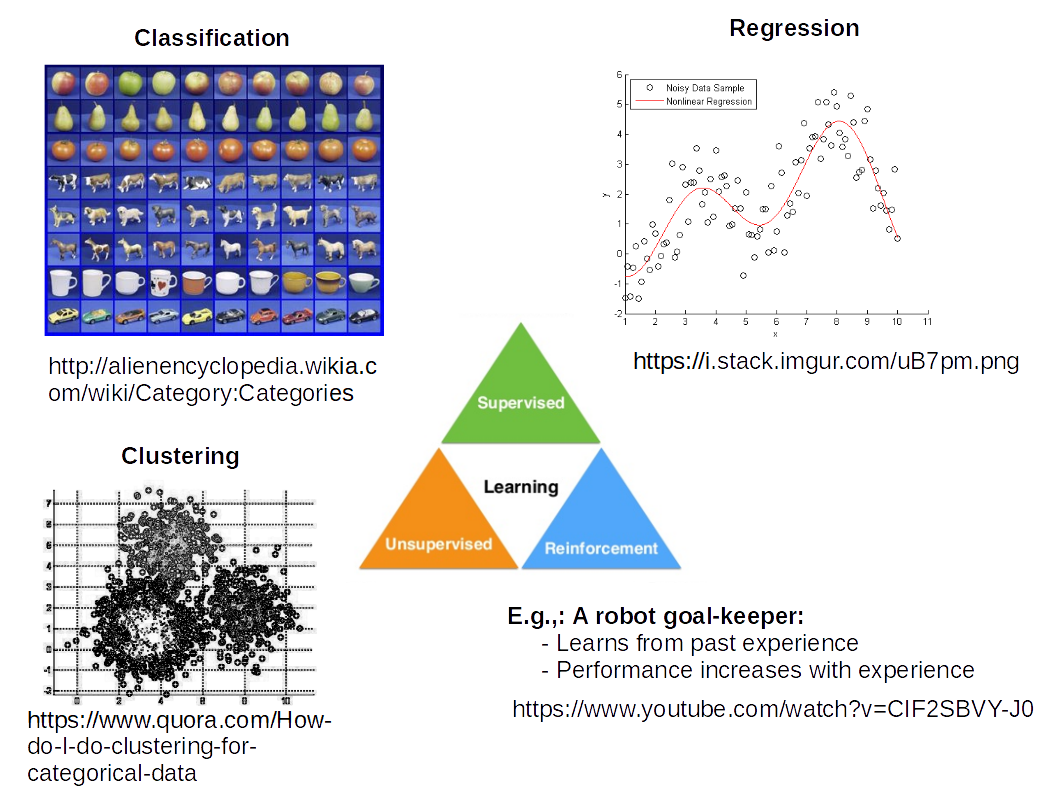 Classification
Regression
6
Noisy Data Sample
Nonlinear Regression
5
4
3
2
1
0
-1
-2
y
1 2 3 4 5 6 7 8 9 10 11
x
http://alienencyclopedia.wikia.c
om/wiki/Category:Categories
https://i.stack.imgur.com/uB7pm.png
Supervised
Learning
Unsupervised
Reinforcement
Clustering
7
6
5
4
3
2
1
0
-1
-2
0 2 4 6 8 10
https://www.quora.com/How-
do-I-do-clustering-for-
categorical-data
E.g.,: A robot goal-keeper:
- Learns from past experience
- Performance increases with experience
https://www.youtube.com/watch?v=CIF2SBVY-J0